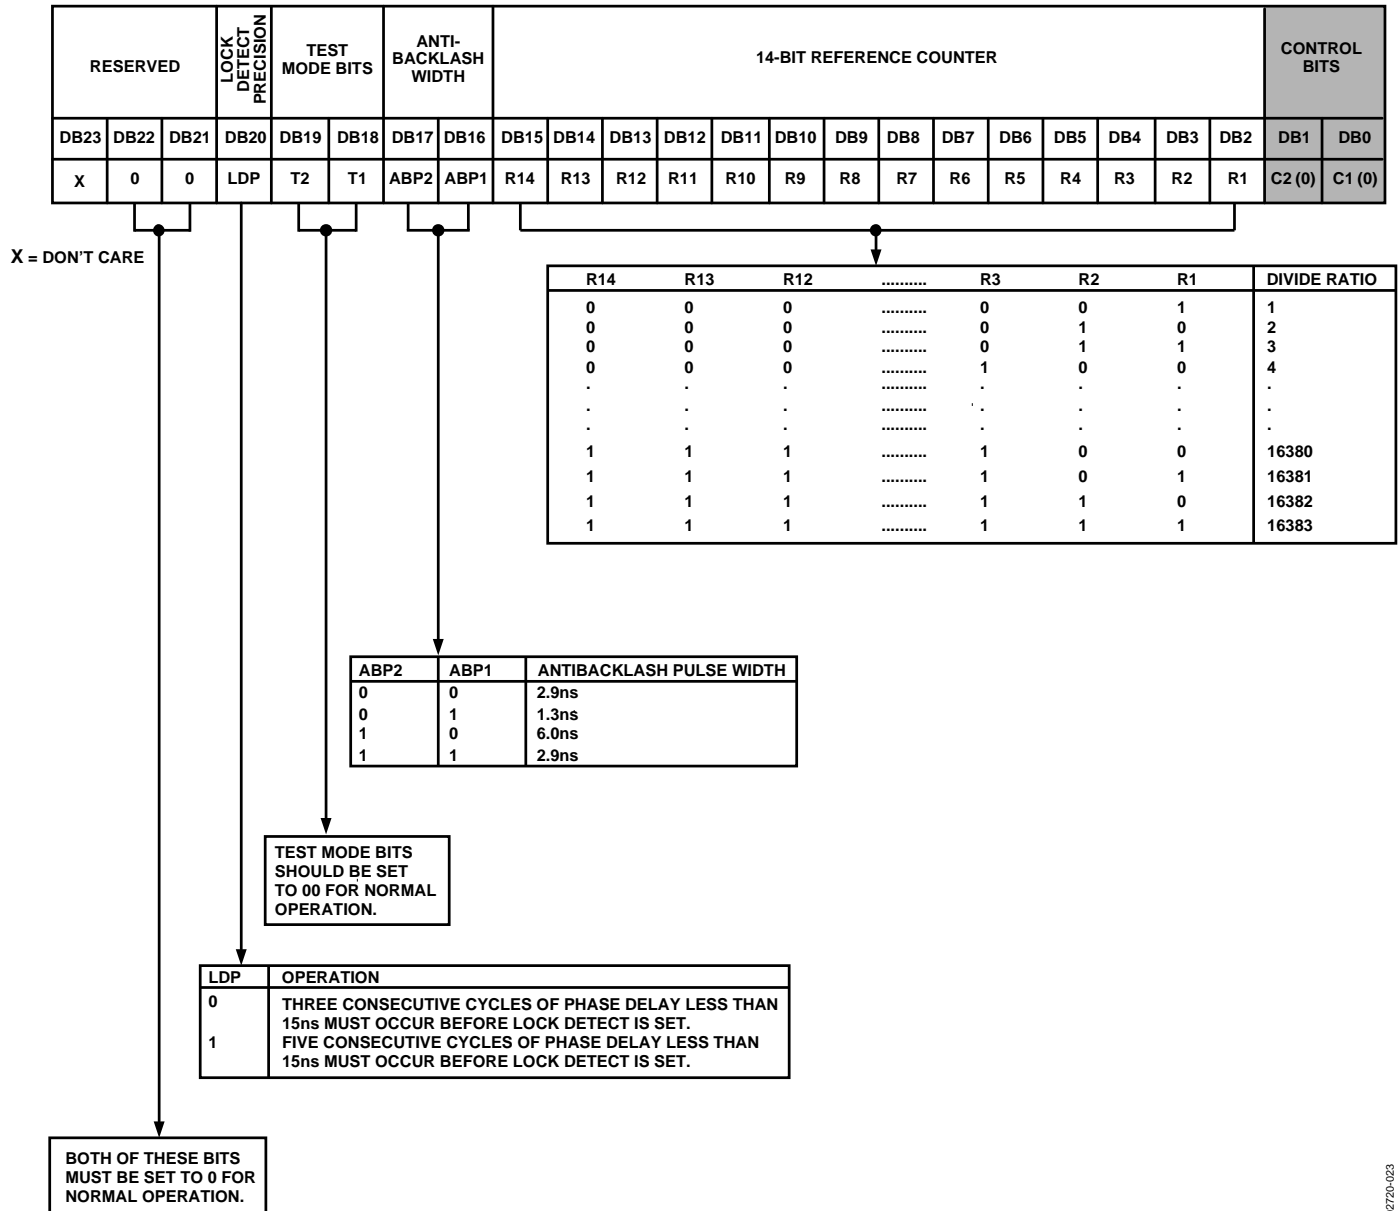 RESERVED
LOCK
DETECT
PRECISION
TEST
MODE BITS
ANTI-
BACKLASH
WIDTH
14-BIT REFERENCE COUNTER
CONTROL
BITS
DB23 DB22 DB21 DB20 DB19 DB18 DB17 DB16 DB15 DB14 DB13 DB12 DB11 DB10 DB9 DB8 DB7 DB6 DB5 DB4 DB3 DB2 DB1 DB0
X 0 0 LDP T2 T1 ABP2 ABP1 R14 R13 R12 R11 R10 R9 R8 R7 R6 R5 R4 R3 R2 R1 C2 (0) C1 (0)
X = DON'T CARE
R14 R13 R12 .......... R3 R2 R1 DIVIDE RATIO
0 0 0 .......... 0 0 1 1
0 0 0 .......... 0 1 0 2
0 0 0 .......... 0 1 1 3
0 0 0 .......... 1 0 0 4
. . . .......... . . . .
. . . .......... . . . .
. . . .......... . . . .
1 1 1 .......... 1 0 0 16380
1 1 1 .......... 1 0 1 16381
1 1 1 .......... 1 1 0 16382
1 1 1 .......... 1 1 1 16383
ABP2 ABP1 ANTIBACKLASH PULSE WIDTH
0 0 2.9ns
0 1 1.3ns
1 0 6.0ns
1 1 2.9ns
TEST MODE BITS
SHOULD BE SET
TO 00 FOR NORMAL
OPERATION.
LDP OPERATION
0 THREE CONSECUTIVE CYCLES OF PHASE DELAY LESS THAN
15ns MUST OCCUR BEFORE LOCK DETECT IS SET.
1 FIVE CONSECUTIVE CYCLES OF PHASE DELAY LESS THAN
15ns MUST OCCUR BEFORE LOCK DETECT IS SET.
BOTH OF THESE BITS
MUST BE SET TO 0 FOR
NORMAL OPERATION.